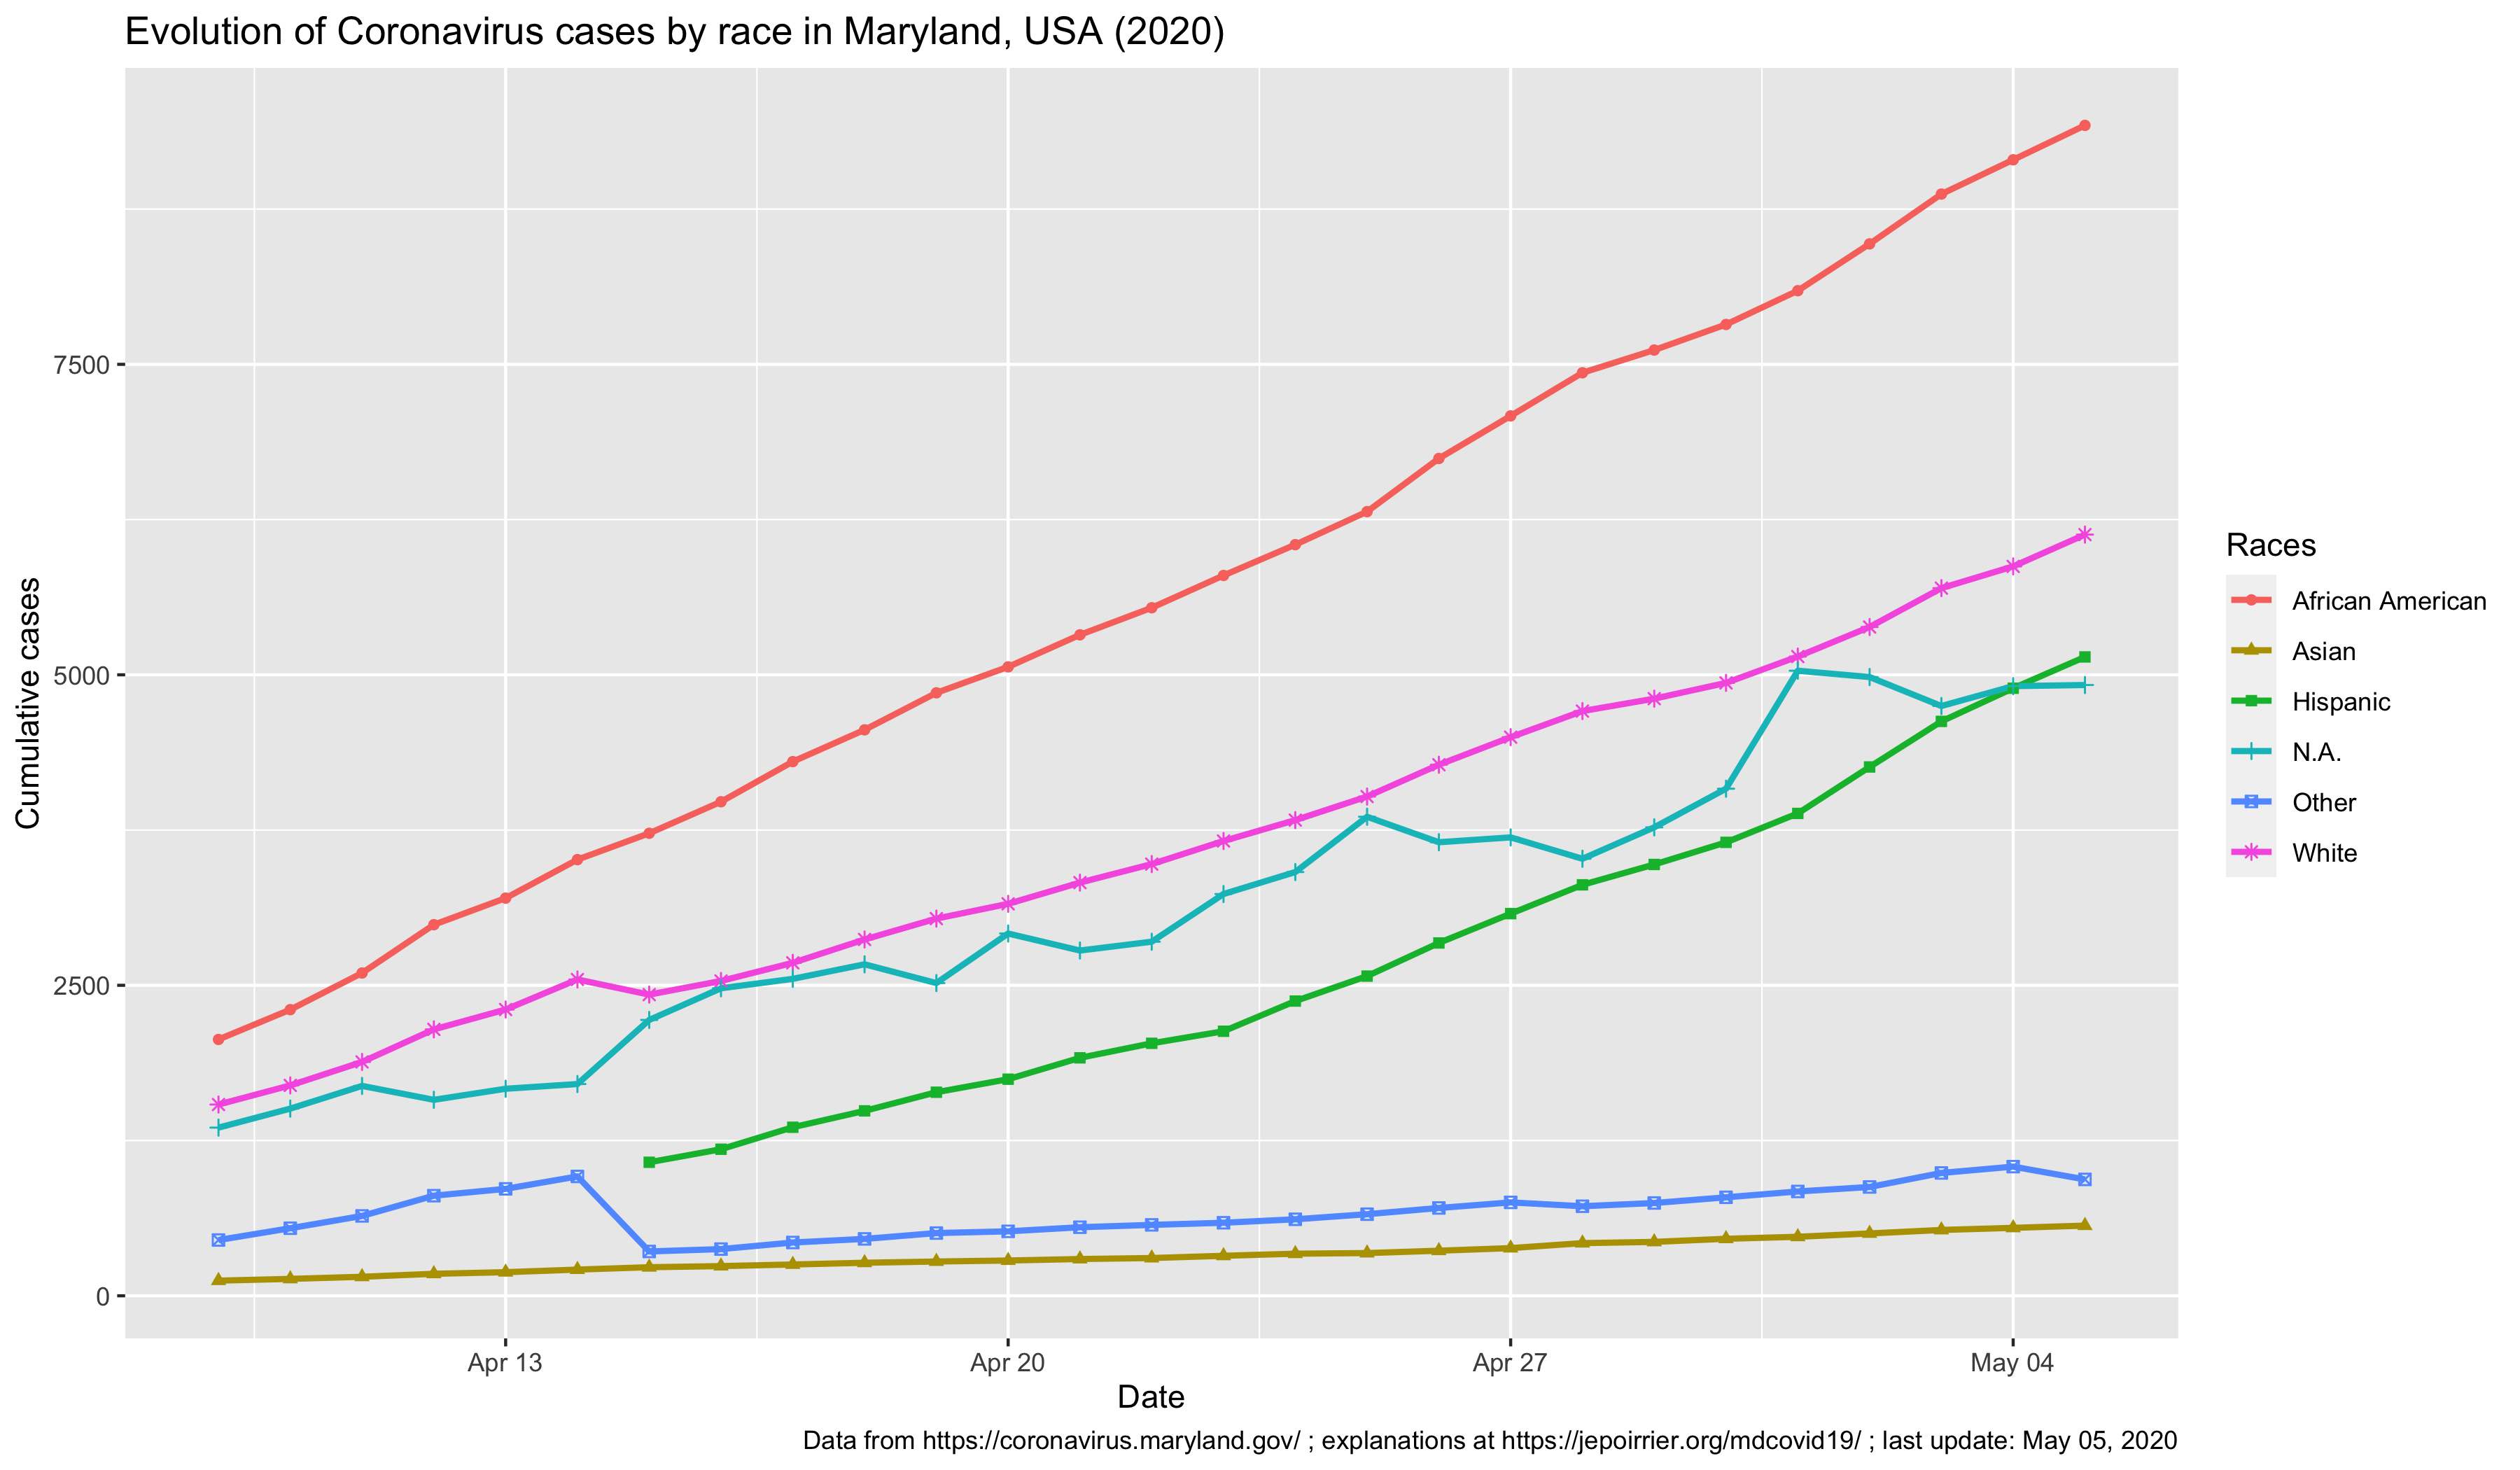 Evolution of Coronavirus cases by race in Maryland, USA (2020)
Cumulative cases
7500
5000
2500
0
Apr 13
Apr 20
Apr 27
May 04
Date
Races
African American
Asian
Hispanic
N.A.
Other
White
Data from https://coronavirus.maryland.gov/ ; explanations at https://jepoirrier.org/mdcovid19/ ; last update: May 05, 2020